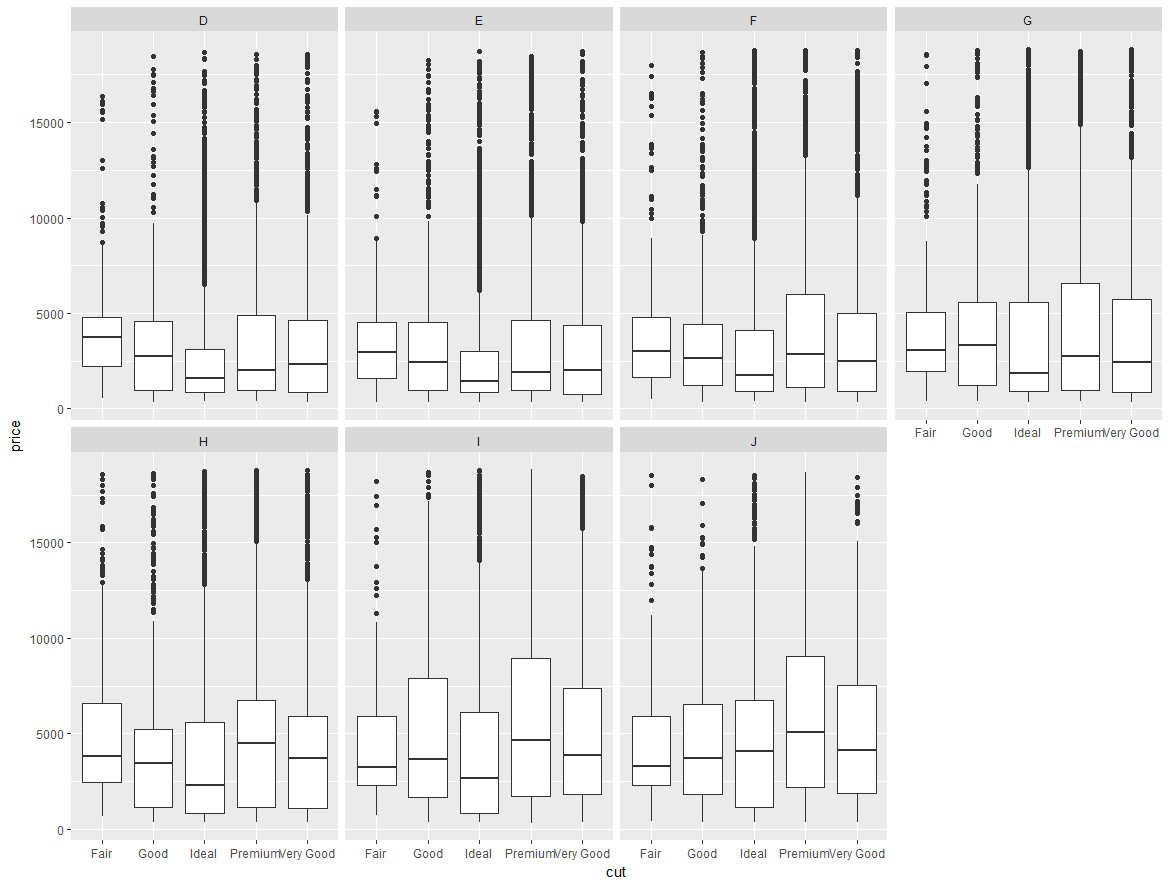 D E F G
15000
10000
5000
0
Fair Good Ideal Premium Very Good
price
H I J
15000
10000
5000
0
Fair Good Ideal Premium Very Good Fair Good Ideal Premium Very Good Fair Good Ideal Premium Very Good
cut